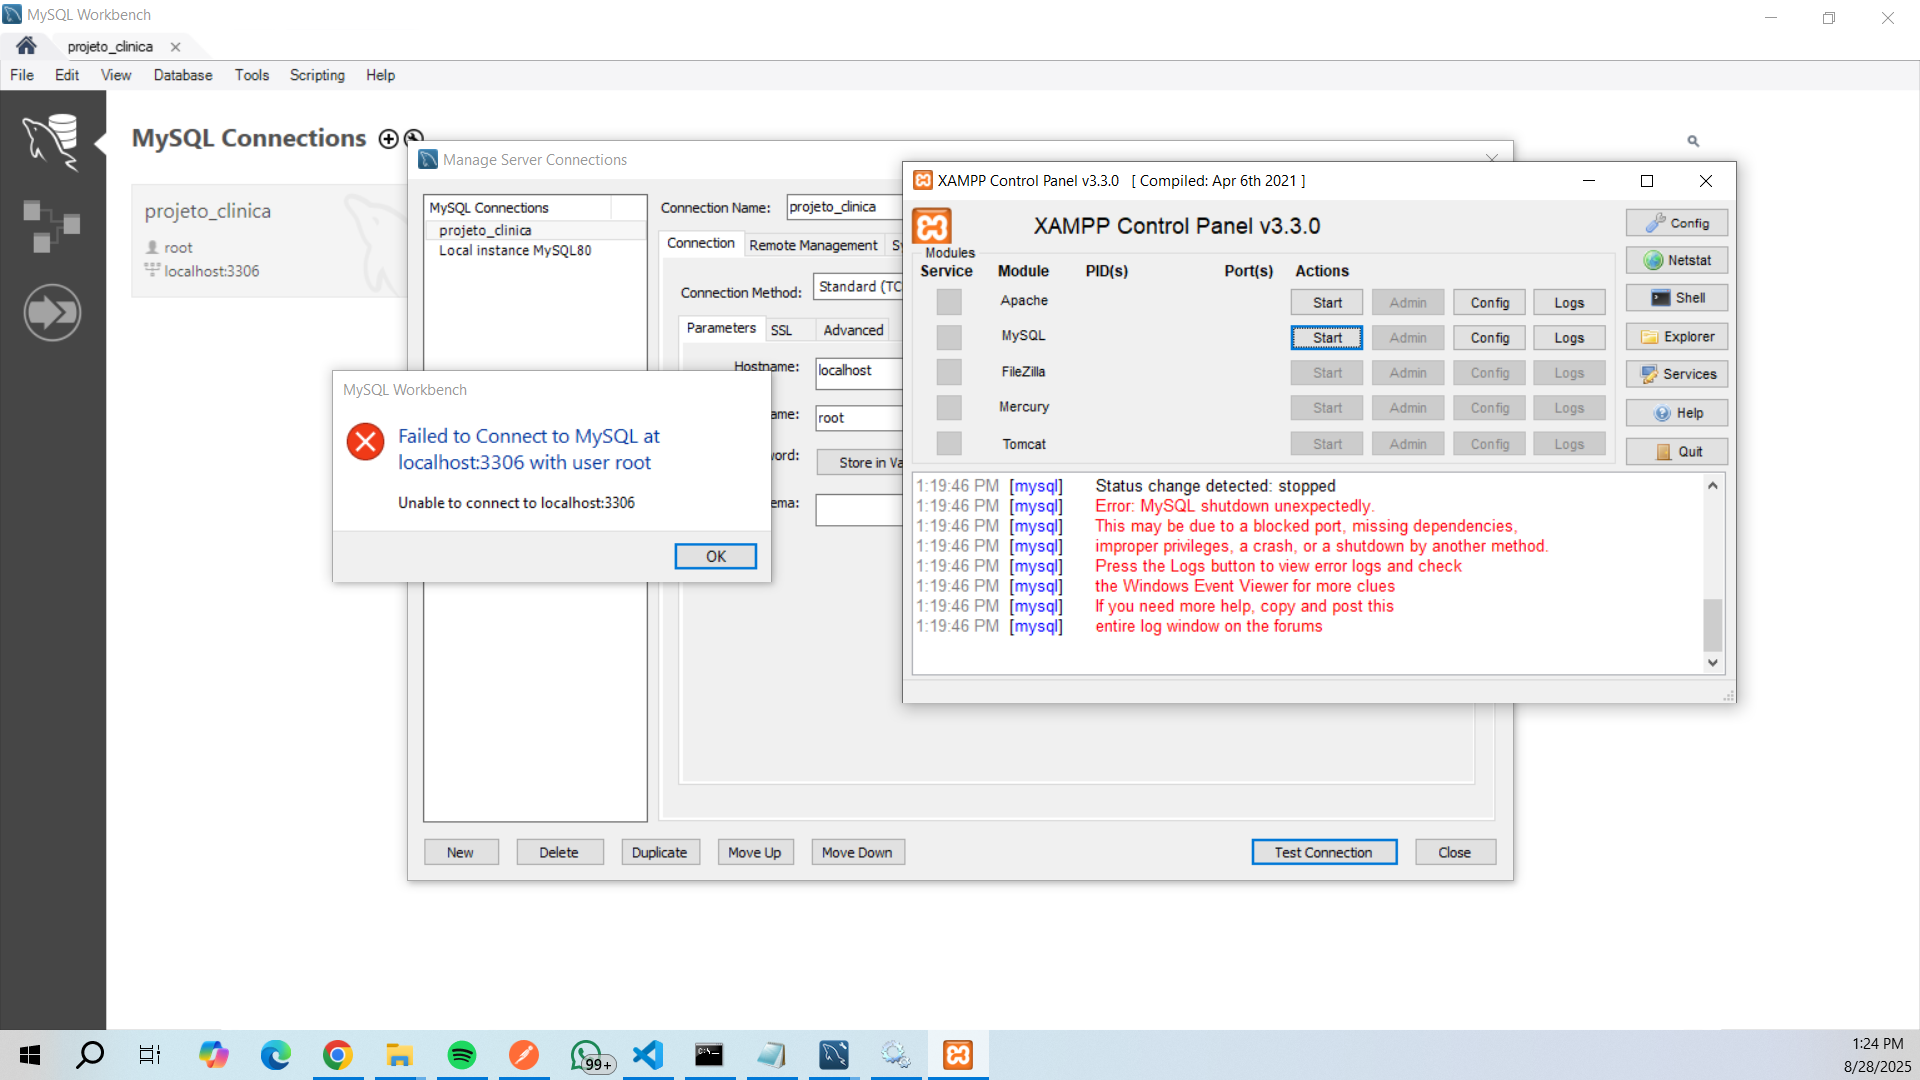 MySQL Workbench
projeto_clinica
File Edit View Database Tools Scripting Help
MySQL Connections
projeto_clinica
root
localhost:3306
Manage Server Connections
MySQL Connections
projeto_clinica
Local instance MySQL80
Connection Name: projeto_clinica
Connection Remote Management
Connection Method: Standard (TC
Parameters SSL Advanced
Hostname: localhost
ame: root
ord: Store in Va
ema:
New Delete Duplicate Move Up Move Down Test Connection Close
MySQL Workbench
Failed to Connect to MySQL at
localhost:3306 with user root
Unable to connect to localhost:3306
OK
XAMPP Control Panel v3.3.0 [ Compiled: Apr 6th 2021 ]
XAMPP Control Panel v3.3.0
Modules
Service Module PID(s) Port(s) Actions
Apache Start Admin Config Logs
MySQL Start Admin Config Logs
FileZilla Start Admin Config Logs
Mercury Start Admin Config Logs
Tomcat Start Admin Config Logs
Config
Netstat
Shell
Explorer
Services
Help
Quit
1:19:46 PM [mysql] Status change detected: stopped
1:19:46 PM [mysql] Error: MySQL shutdown unexpectedly.
1:19:46 PM [mysql] This may be due to a blocked port, missing dependencies,
1:19:46 PM [mysql] improper privileges, a crash, or a shutdown by another method.
1:19:46 PM [mysql] Press the Logs button to view error logs and check
1:19:46 PM [mysql] the Windows Event Viewer for more clues
1:19:46 PM [mysql] If you need more help, copy and post this
1:19:46 PM [mysql] entire log window on the forums
99+
1:24 PM
8/28/2025